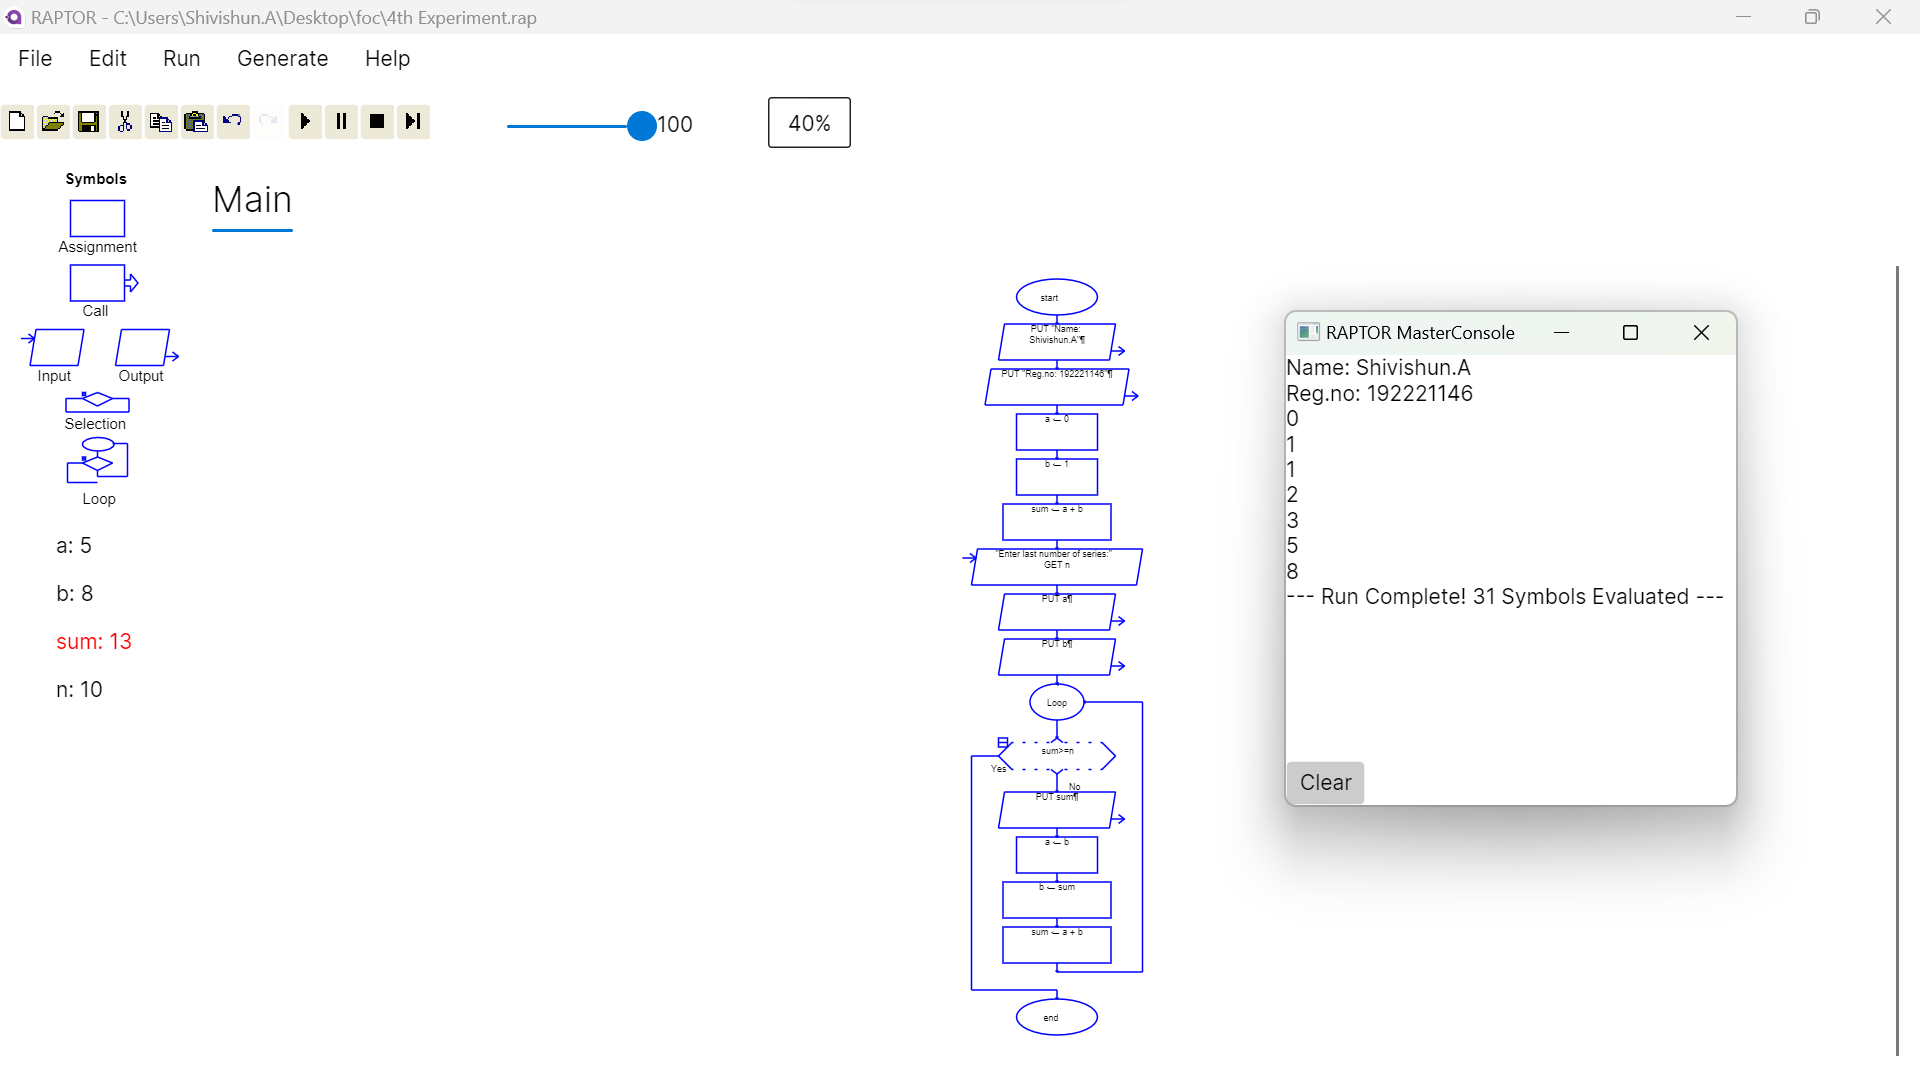 RAPTOR - C:\Users\Shivishun.A\Desktop\foc\4th Experiment.rap
File Edit Run Generate Help
100
40%
Symbols
Assignment
Call
Input Output
Selection
Loop
a: 5
b: 8
sum: 13
n: 10
Main
start
PUT "Name:
Shivishun.A"¶
PUT "Reg.no: 192221146"¶
a ← 0
b ← 1
sum ← a + b
"Enter last number of series:"
GET n
PUT a¶
PUT b¶
Loop
sum>=n
Yes
No
PUT sum¶
a ← b
b ← sum
sum ← a + b
end
RAPTOR MasterConsole
Name: Shivishun.A
Reg.no: 192221146
0
1
1
2
3
5
8
--- Run Complete! 31 Symbols Evaluated ---
Clear